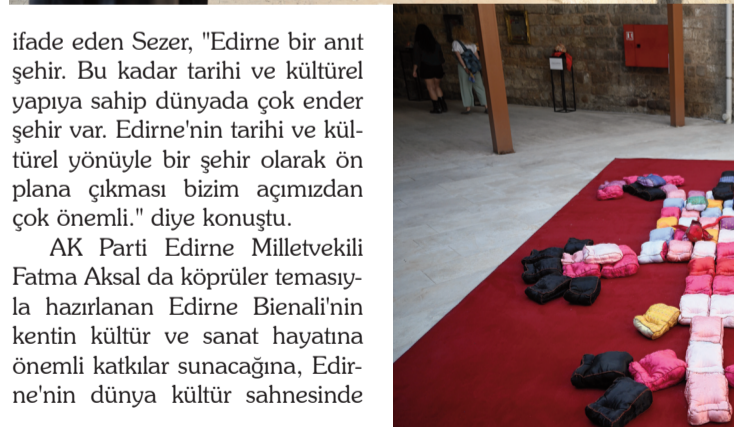 ifade eden Sezer, "Edirne bir anıt
şehir. Bu kadar tarihi ve kültürel
yapıya sahip dünyada çok ender
şehir var. Edirne'nin tarihi ve kül-
türel yönüyle bir şehir olarak ön
plana çıkması bizim açımızdan
çok önemli." diye konuştu.
AK Parti Edirne Milletvekili
Fatma Aksal da köprüler temasıy-
la hazırlanan Edirne Bienali'nin
kentin kültür ve sanat hayatına
önemli katkılar sunacağına, Edir-
ne'nin dünya kültür sahnesinde